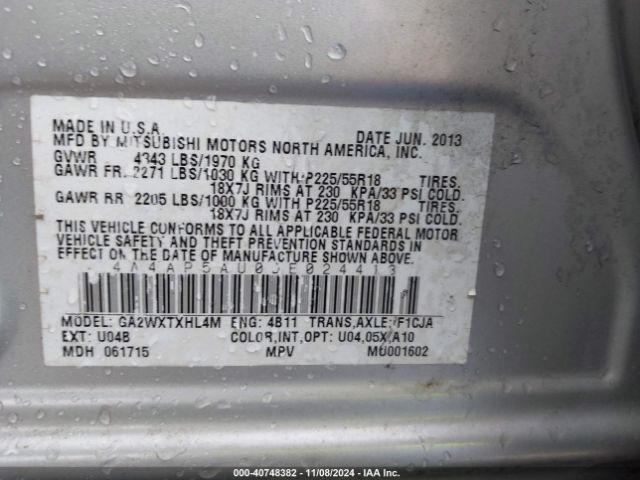 MADE IN U.S.A. DATE JUN. 2013
MFD BY MITSUBISHI MOTORS NORTH AMERICA, INC.
GVWR 4343 LBS/1970 KG
GAWR FR. 2271 LBS/1030 KG WITH P225/55R18 TIRES.
18X7J RIMS AT 230 KPA/33 PSI COLD.
GAWR RR 2205 LBS/1000 KG WITH P225/55R18 TIRES.
18X7J RIMS AT 230 KPA/33 PSI COLD.
THIS VEHICLE CONFORMS TO ALL APPLICABLE FEDERAL MOTOR
VEHICLE SAFETY AND THEFT PREVENTION STANDARDS IN
EFFECT ON THE DATE OF MANUFACTURE SHOWN ABOVE.
4A4AP5AU0DE024413
MODEL: GA2WXTXHL4M ENG: 4B11 TRANS,AXLE: F1CJA
EXT: U04B COLOR,INT,OPT: U04,05X/A10
MDH 061715 MPV MU001602
000-40748382 - 11/08/2024 - IAA Inc.